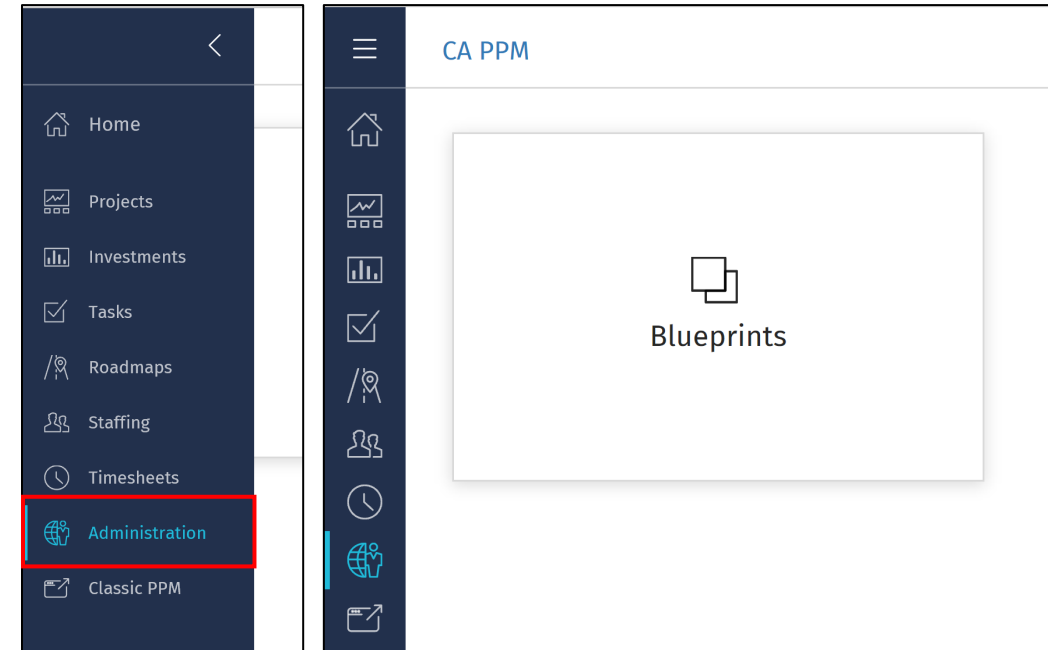 Home
Projects
Investments
Tasks
Roadmaps
Staffing
Timesheets
Administration
Classic PPM
CA PPM
Blueprints